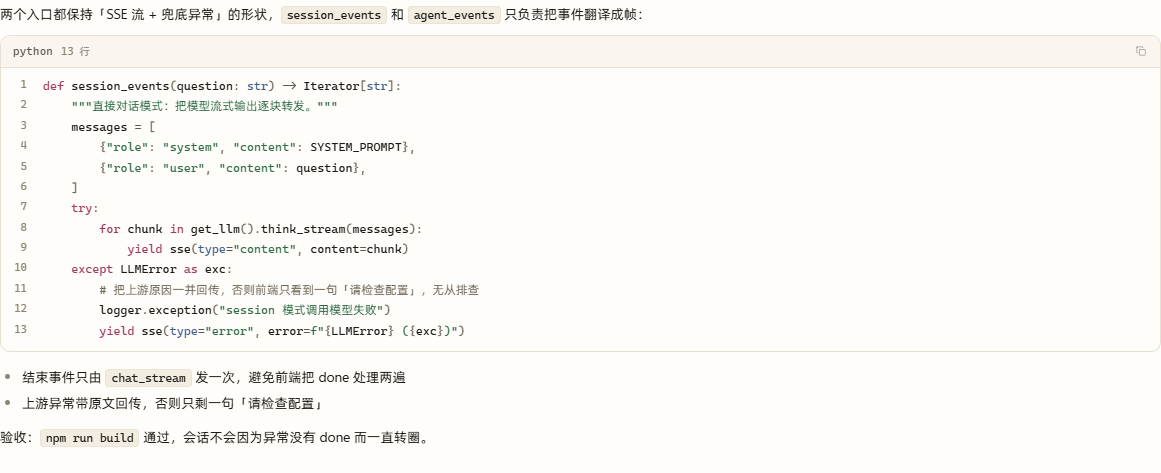 两个入口都保持「SSE 流 + 兜底异常」的形状，session_events 和 agent_events 只负责把事件翻译成帧：
python 13 行
1 def session_events(question: str) -> Iterator[str]:
2     """直接对话模式：把模型流式输出逐块转发。"""
3     messages = [
4         {"role": "system", "content": SYSTEM_PROMPT},
5         {"role": "user", "content": question},
6     ]
7     try:
8         for chunk in get_llm().think_stream(messages):
9             yield sse(type="content", content=chunk)
10     except LLMError as exc:
11         # 把上游原因一并回传，否则前端只看到一句「请检查配置」，无从排查
12         logger.exception("session 模式调用模型失败")
13         yield sse(type="error", error=f"{LLMError} ({exc})")
• 结束事件只由 chat_stream 发一次，避免前端把 done 处理两遍
• 上游异常带原文回传，否则只剩一句「请检查配置」
验收：npm run build 通过，会话不会因为异常没有 done 而一直转圈。